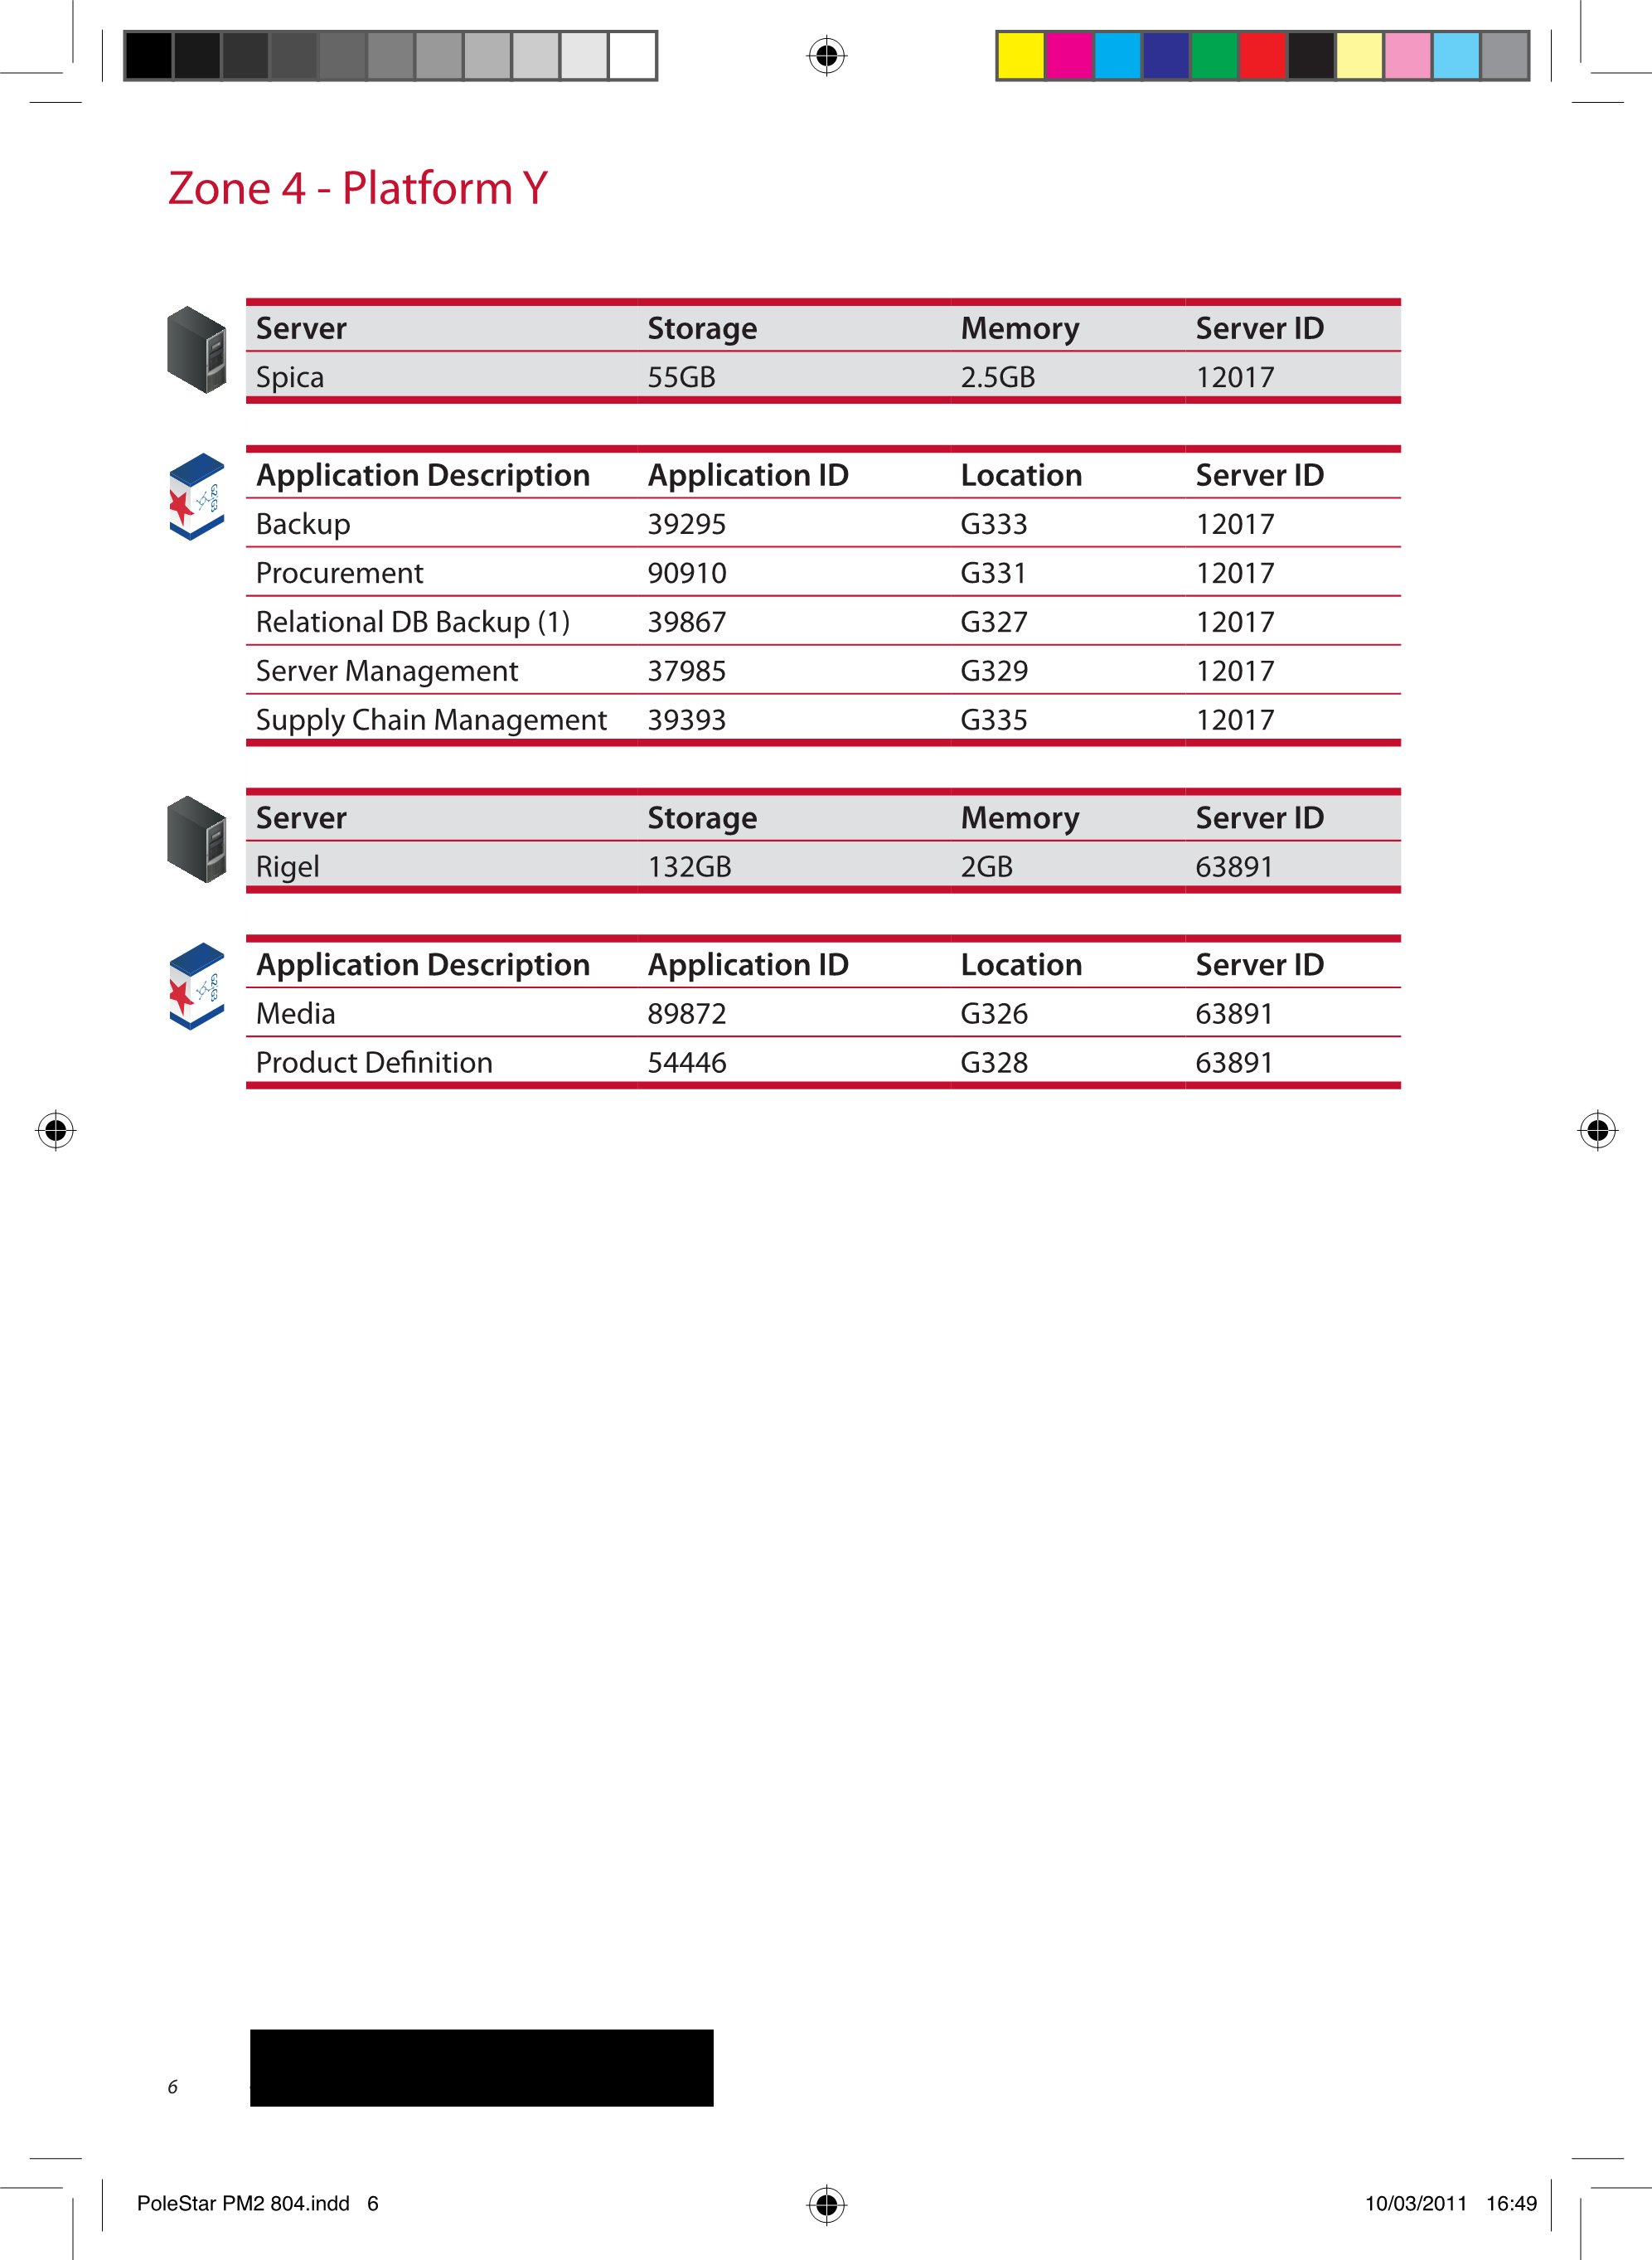 Zone 4 - Platform Y
Server Storage Memory Server ID
Spica 55GB 2.5GB 12017
Application Description Application ID Location Server ID
Backup 39295 G333 12017
Procurement 90910 G331 12017
Relational DB Backup (1) 39867 G327 12017
Server Management 37985 G329 12017
Supply Chain Management 39393 G335 12017
Server Storage Memory Server ID
Rigel 132GB 2GB 63891
Application Description Application ID Location Server ID
Media 89872 G326 63891
Product Definition 54446 G328 63891
6
PoleStar PM2 804.indd 6 10/03/2011 16:49